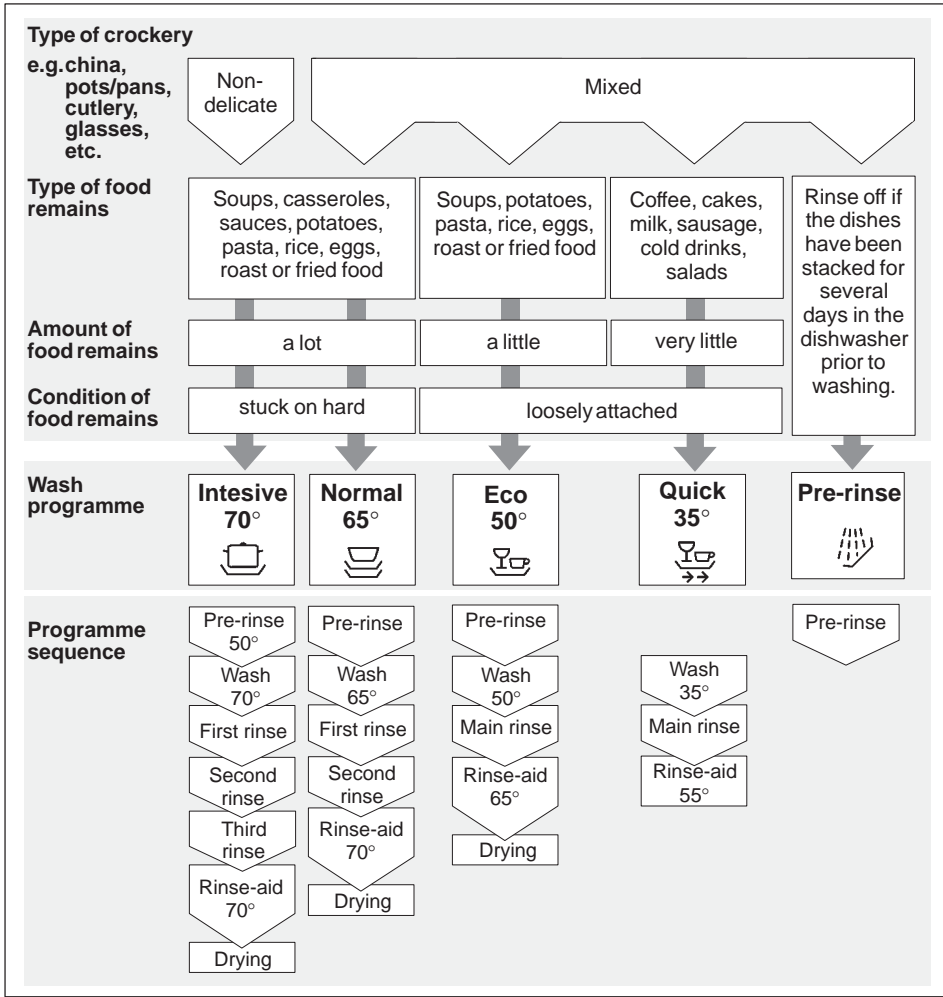 Type of crockery
e.g. china,
pots/pans,
cutlery,
glasses,
etc.
Non-
delicate
Mixed
Type of food
remains
Soups, casseroles,
sauces, potatoes,
pasta, rice, eggs,
roast or fried food
Soups, potatoes,
pasta, rice, eggs,
roast or fried food
Coffee, cakes,
milk, sausage,
cold drinks,
salads
Rinse off if
the dishes
have been
stacked for
several
days in the
dishwasher
prior to
washing.
Amount of
food remains
a lot
a little
very little
Condition of
food remains
stuck on hard
loosely attached
Wash
programme
Intesive
70°
Normal
65°
Eco
50°
Quick
35°
Pre-rinse
Programme
sequence
Pre-rinse
50°
Wash
70°
First rinse
Second
rinse
Third
rinse
Rinse-aid
70°
Drying
Pre-rinse
Wash
65°
First rinse
Second
rinse
Rinse-aid
70°
Drying
Pre-rinse
Wash
50°
Main rinse
Rinse-aid
65°
Drying
Wash
35°
Main rinse
Rinse-aid
55°
Pre-rinse